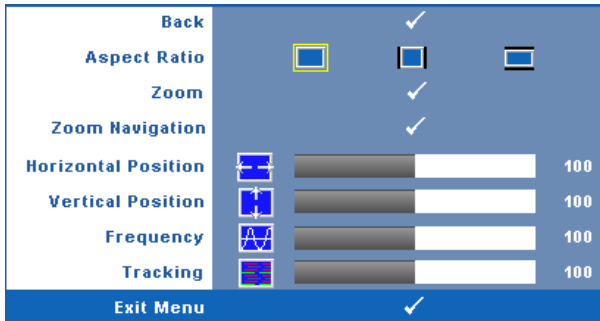 Back
Aspect Ratio
Zoom
Zoom Navigation
Horizontal Position 100
Vertical Position 100
Frequency 100
Tracking 100
Exit Menu